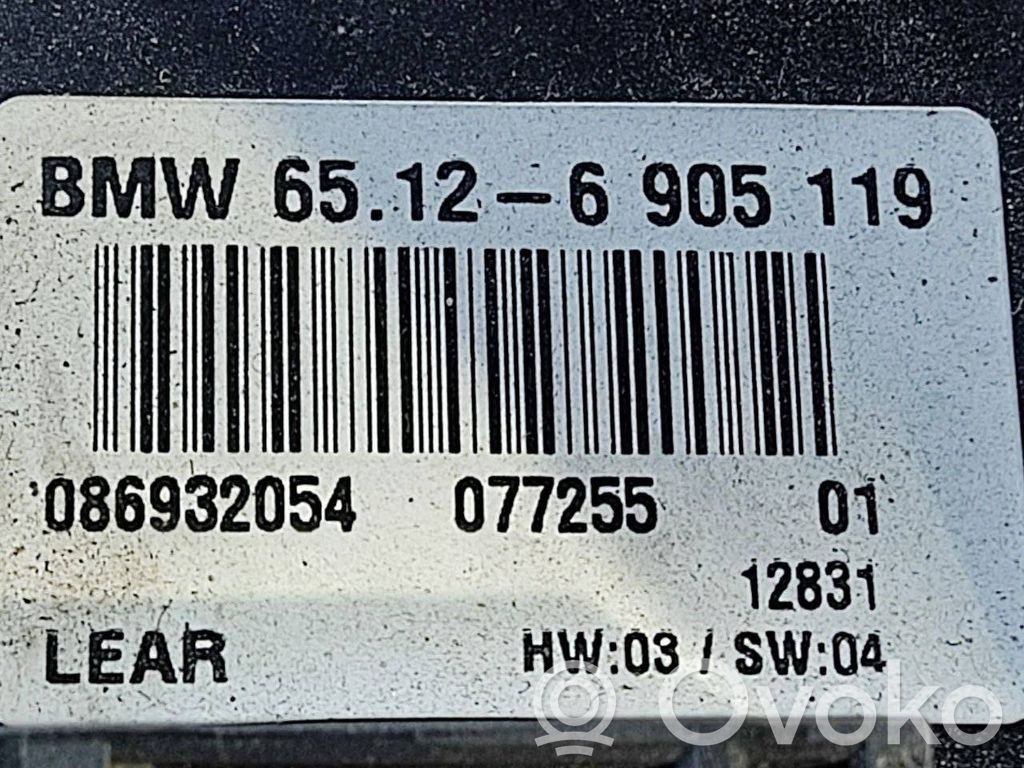 BMW 65.12-6 905 119
086932054 077255 01
12831
LEAR HW:03 / SW:04
Ovoko